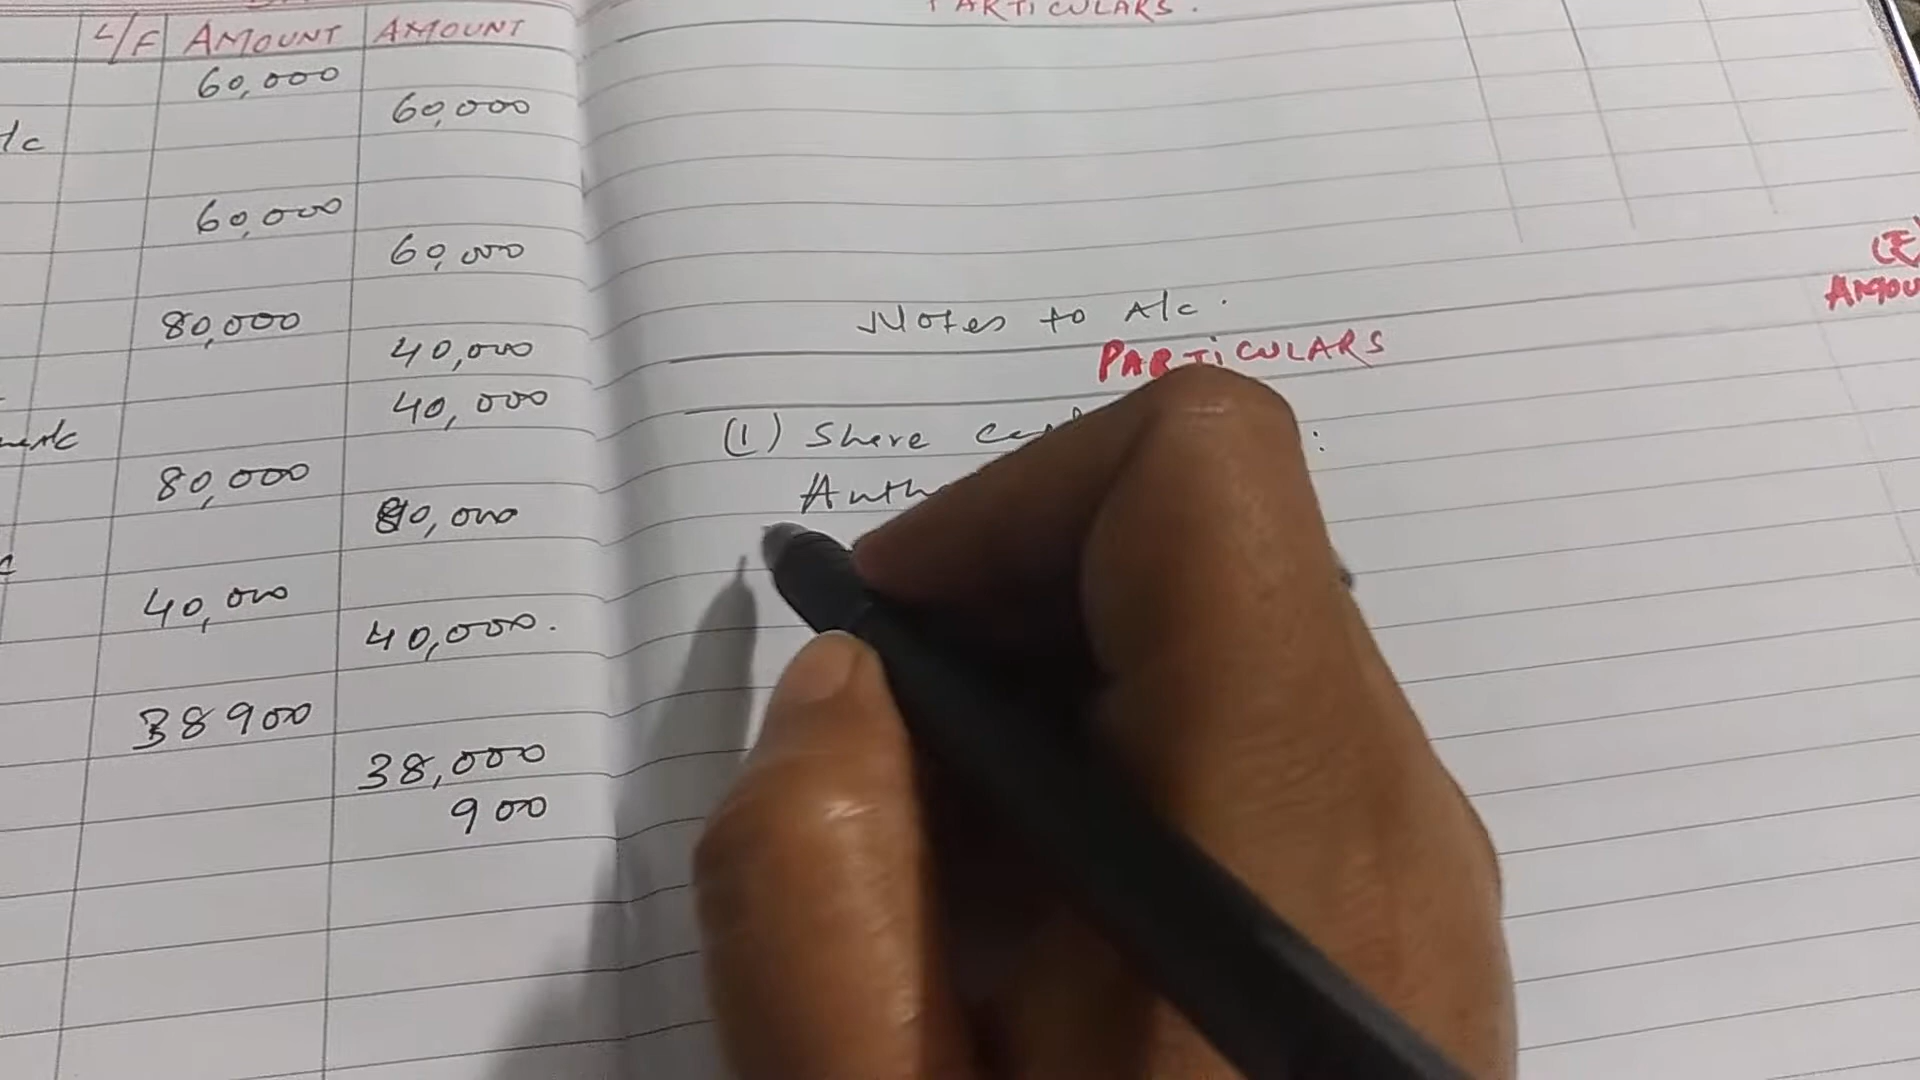 L/F AMOUNT AMOUNT
60,000
60,000
/c
60,000
60,000
80,000
40,000
40,000
80,000
80,000
40,000
40,000.
38900
38,000
900
PARTICULARS.
Notes to A/c.
(₹)
PARTICULARS
(1) Share